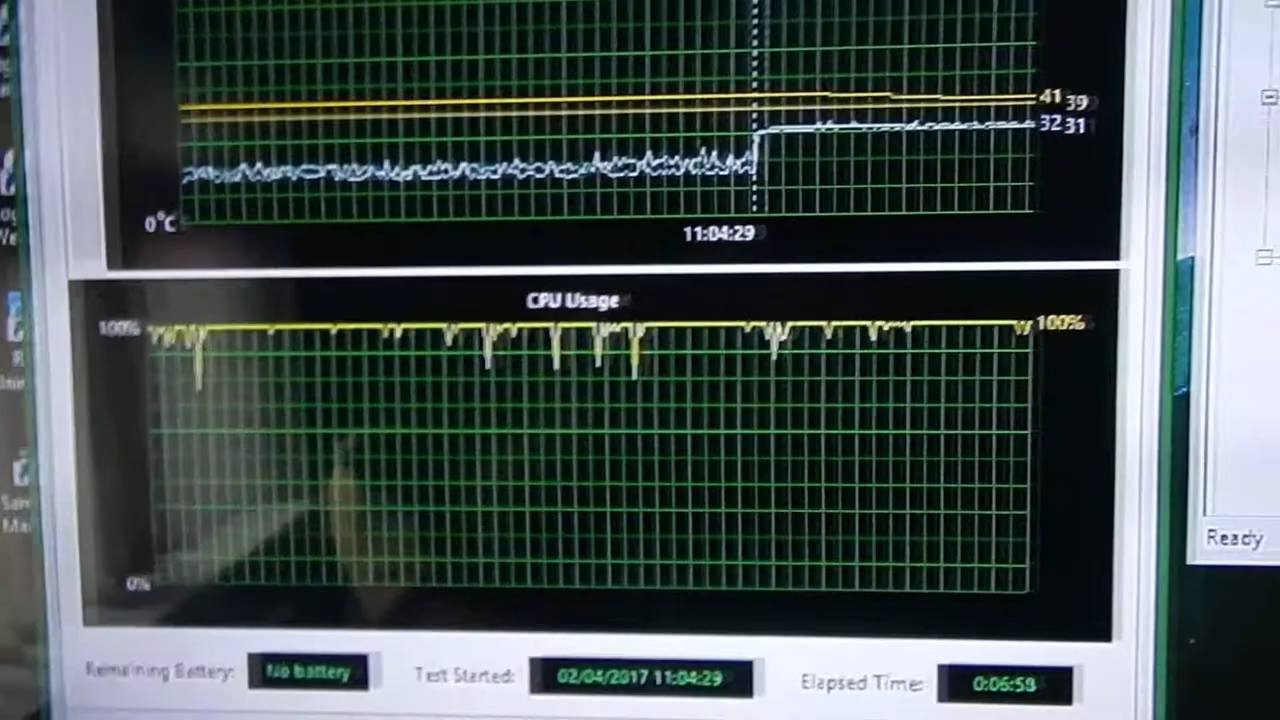 41 39
32 31
0°C
11:04:29
CPU Usage
100% 100%
0%
Ready
Remaining Battery: No battery Test Started: 02/04/2017 11:04:29 Elapsed Time: 0:06:58